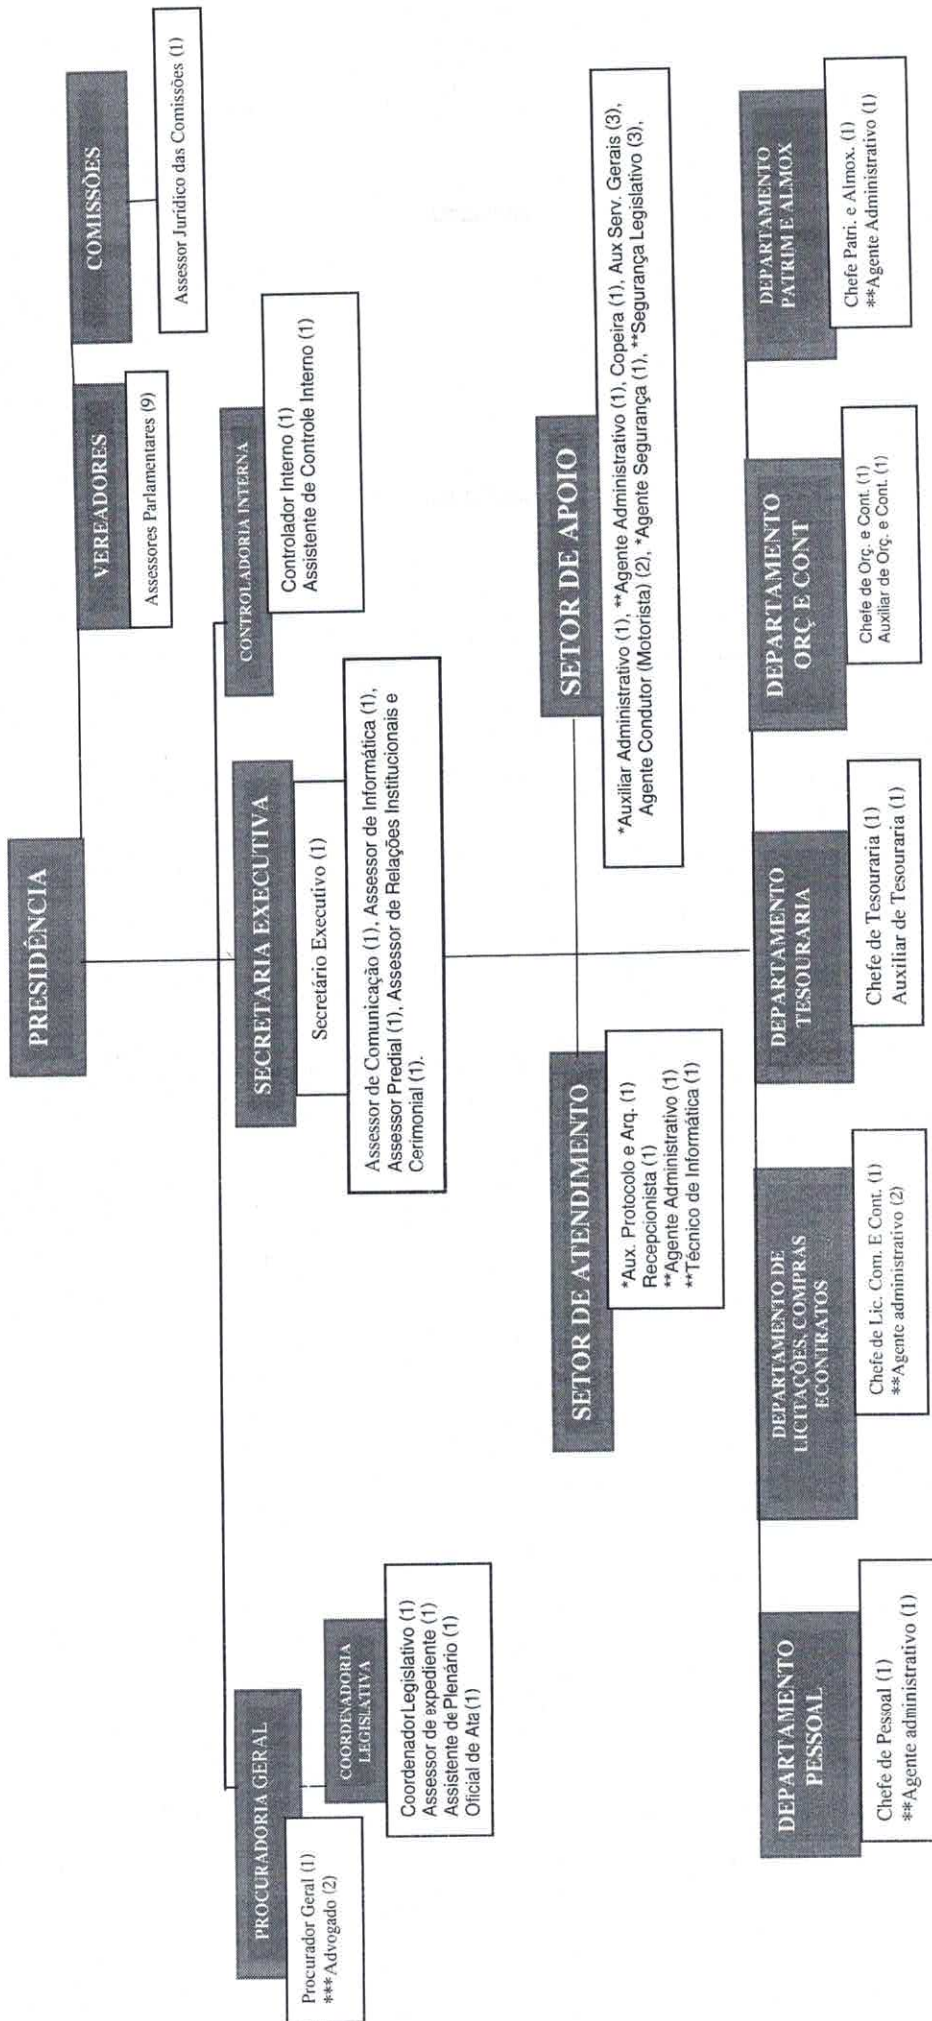 PRESIDÊNCIA
VEREADORES
Assessores Parlamentares (9)
COMISSÕES
Assessor Jurídico das Comissões (1)
PROCURADORIA GERAL
Procurador Geral (1)
***Advogado (2)
COORDENADORIA
LEGISLATIVA
Coordenador Legislativo (1)
Assessor de expediente (1)
Assistente de Plenário (1)
Oficial de Ata (1)
SECRETARIA EXECUTIVA
Secretário Executivo (1)
Assessor de Comunicação (1), Assessor de Informática (1),
Assessor Predial (1), Assessor de Relações Institucionais e
Cerimonial (1).
CONTROLADORIA INTERNA
Controlador Interno (1)
Assistente de Controle Interno (1)
SETOR DE ATENDIMENTO
*Aux. Protocolo e Arq. (1)
Recepcionista (1)
**Agente Administrativo (1)
**Técnico de Informática (1)
SETOR DE APOIO
*Auxiliar Administrativo (1), **Agente Administrativo (1), Copeira (1), Aux Serv. Gerais (3),
Agente Condutor (Motorista) (2), *Agente Segurança (1), **Segurança Legislativo (3),
DEPARTAMENTO
PESSOAL
Chefe de Pessoal (1)
**Agente administrativo (1)
DEPARTAMENTO DE
LICITAÇÕES, COMPRAS
ECONTRATOS
Chefe de Lic. Com. E Cont. (1)
**Agente administrativo (2)
DEPARTAMENTO
TESOURARIA
Chefe de Tesouraria (1)
Auxiliar de Tesouraria (1)
DEPARTAMENTO
ORÇ E CONT
Chefe de Orç. e Cont. (1)
Auxiliar de Orç. e Cont. (1)
DEPARTAMENTO
PATRIM E ALMOX
Chefe Patri. e Almox. (1)
**Agente Administrativo (1)